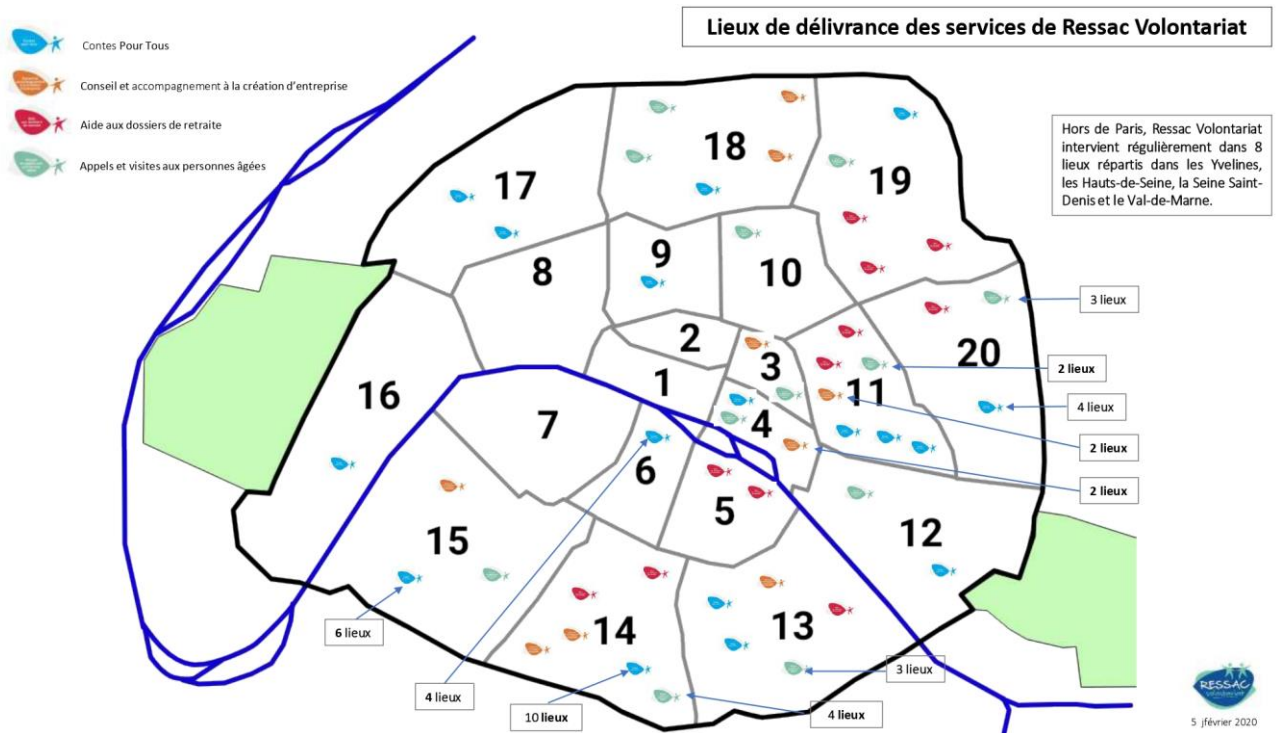 Lieux de délivrance des services de Ressac Volontariat
Contes Pour Tous
Conseil et accompagnement à la création d'entreprise
Aide aux dossiers de retraite
Appels et visites aux personnes âgées
Hors de Paris, Ressac Volontariat
intervient régulièrement dans 8
lieux répartis dans les Yvelines,
les Hauts-de-Seine, la Seine Saint-
Denis et le Val-de-Marne.
18
17
19
9
8
10
3 lieux
2
20
3
2 lieux
1
16
11
4 lieux
7
4
2 lieux
6
2 lieux
5
12
15
14
13
6 lieux
3 lieux
4 lieux
10 lieux
4 lieux
RESSAC
Volontariat
5 jfévrier 2020